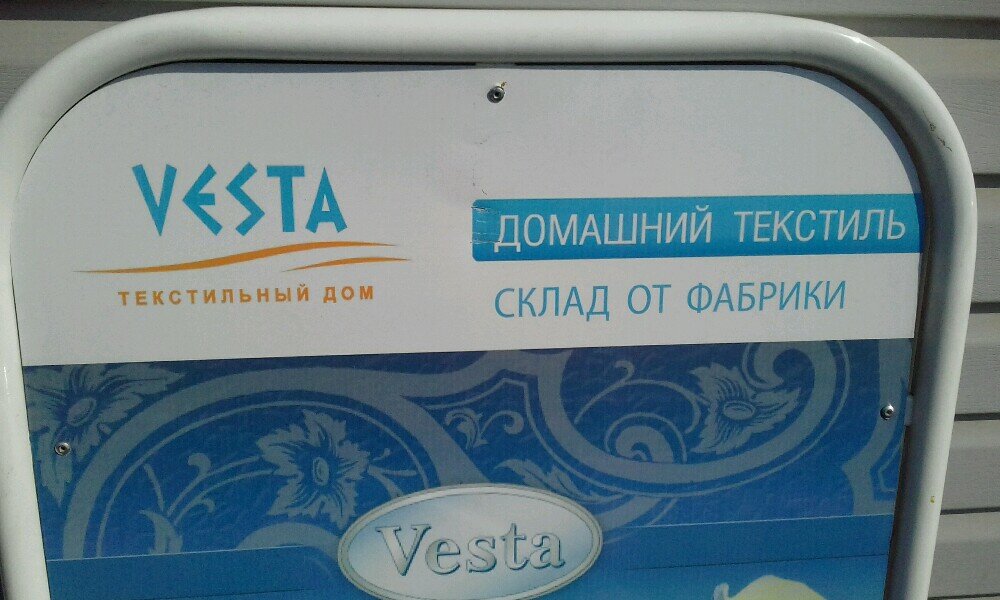 VESTA
ТЕКСТИЛЬНЫЙ ДОМ
ДОМАШНИЙ ТЕКСТИЛЬ
СКЛАД ОТ ФАБРИКИ
Vesta